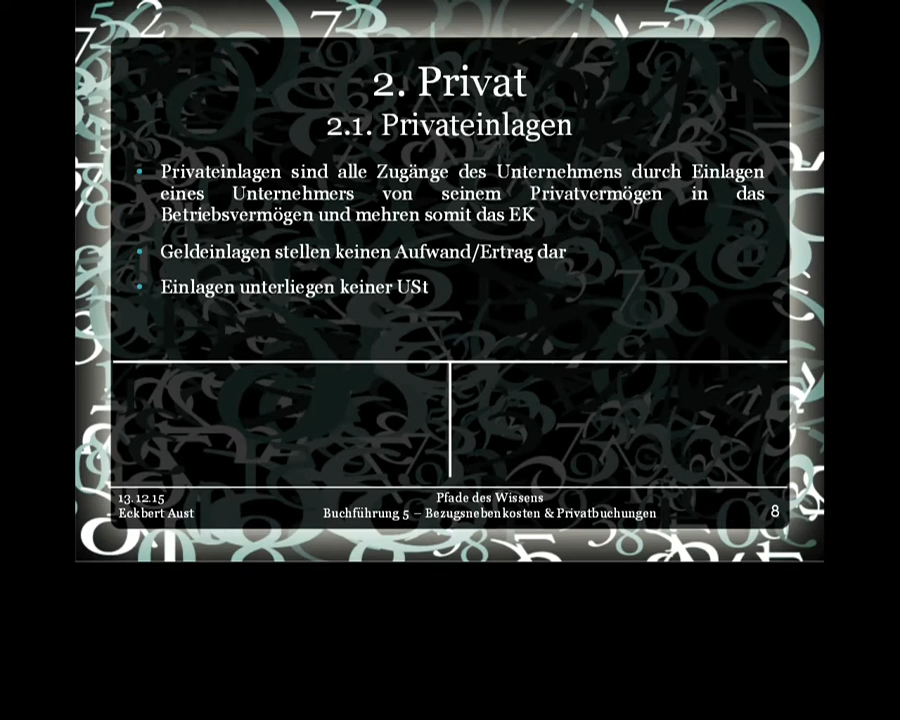 2. Privat
2.1. Privateinlagen
• Privateinlagen sind alle Zugänge des Unternehmens durch Einlagen
eines Unternehmers von seinem Privatvermögen in das
Betriebsvermögen und mehren somit das EK
• Geldeinlagen stellen keinen Aufwand/Ertrag dar
• Einlagen unterliegen keiner USt
13.12.15
Eckbert Aust
Pfade des Wissens
Buchführung 5 – Bezugsnebenkosten & Privatbuchungen
8